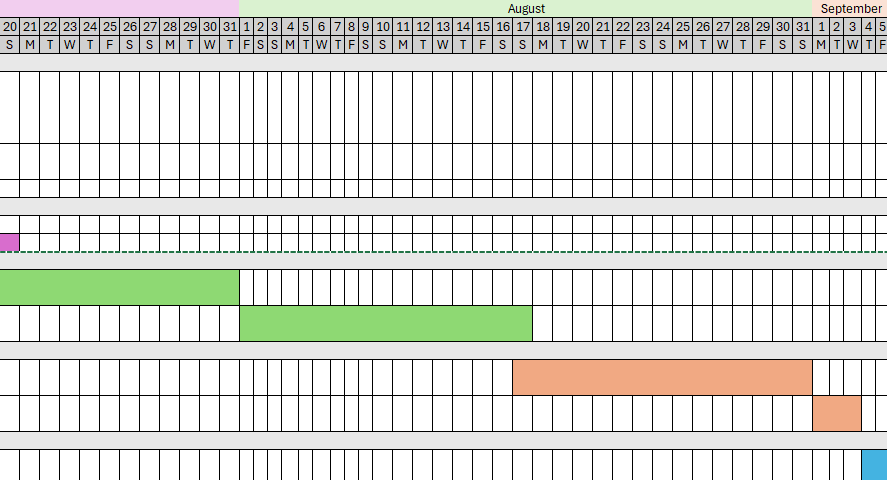 August September
20 21 22 23 24 25 26 27 28 29 30 31 1 2 3 4 5 6 7 8 9 10 11 12 13 14 15 16 17 18 19 20 21 22 23 24 25 26 27 28 29 30 31 1 2 3 4 5
S M T W T F S S M T W T F S S M T W T F S S M T W T F S S M T W T F S S M T W T F S S M T W T F